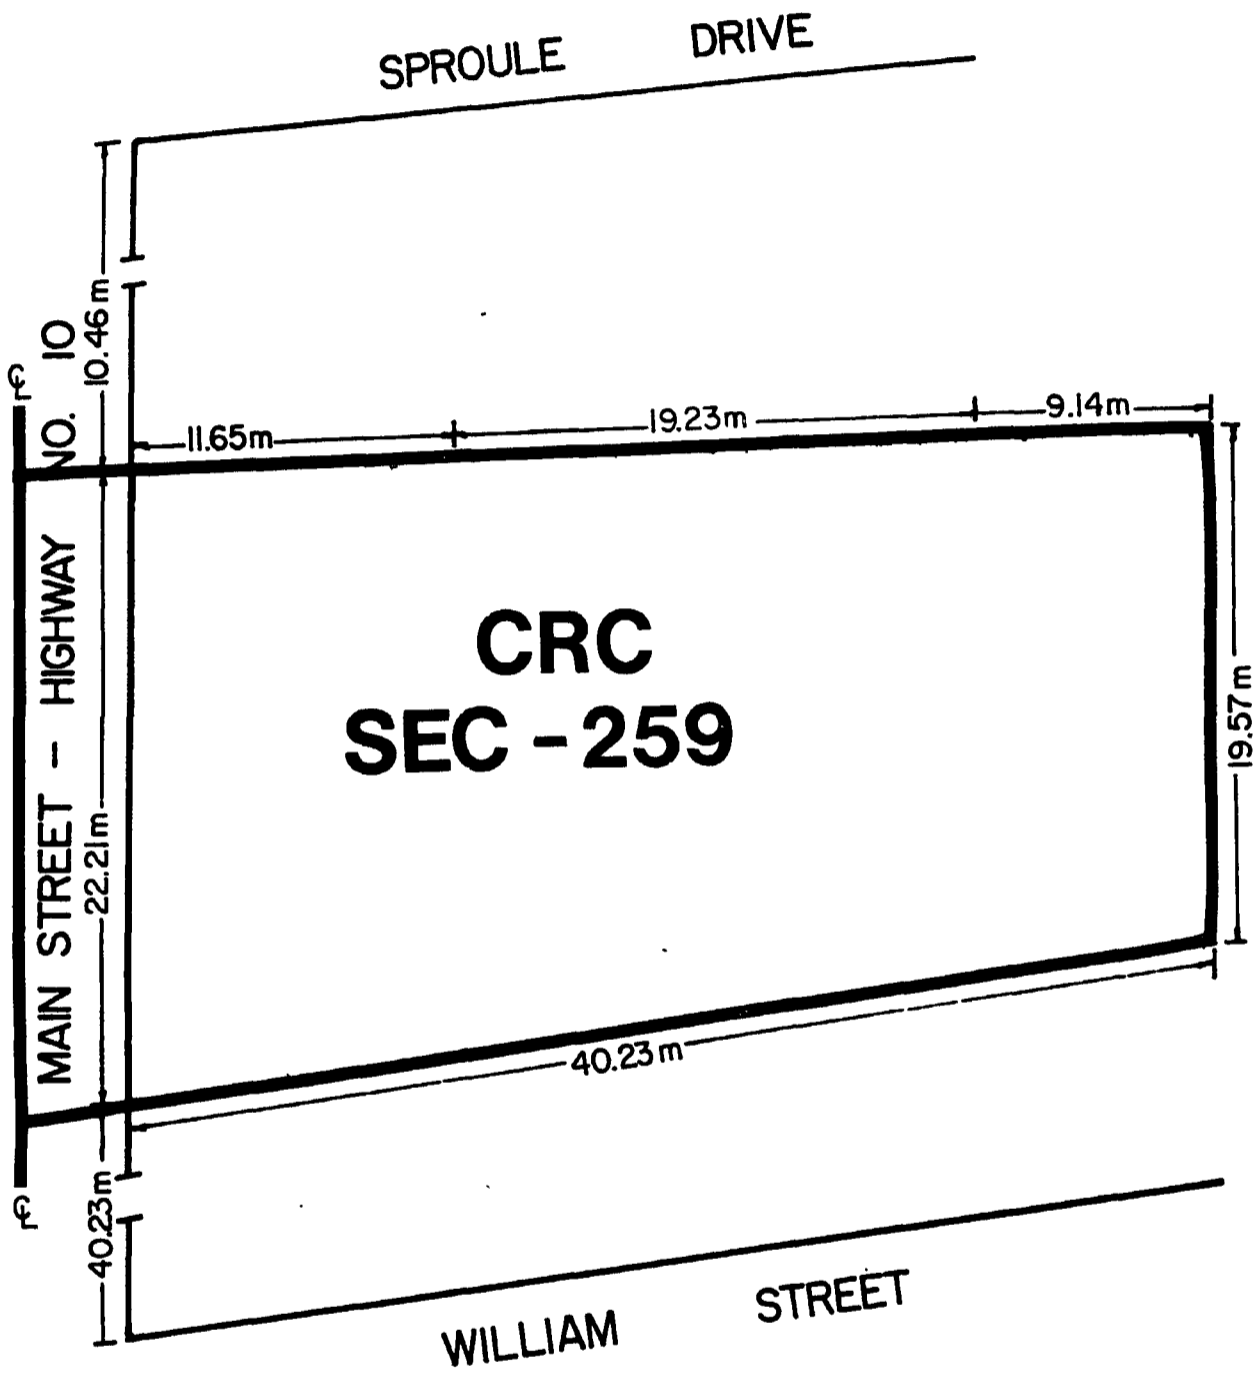 SPROULE DRIVE
10.46m
MAIN STREET - HIGHWAY NO. 10
℄
11.65m
19.23m
9.14m
CRC
SEC - 259
22.21m
19.57m
40.23m
℄
40.23m
WILLIAM STREET